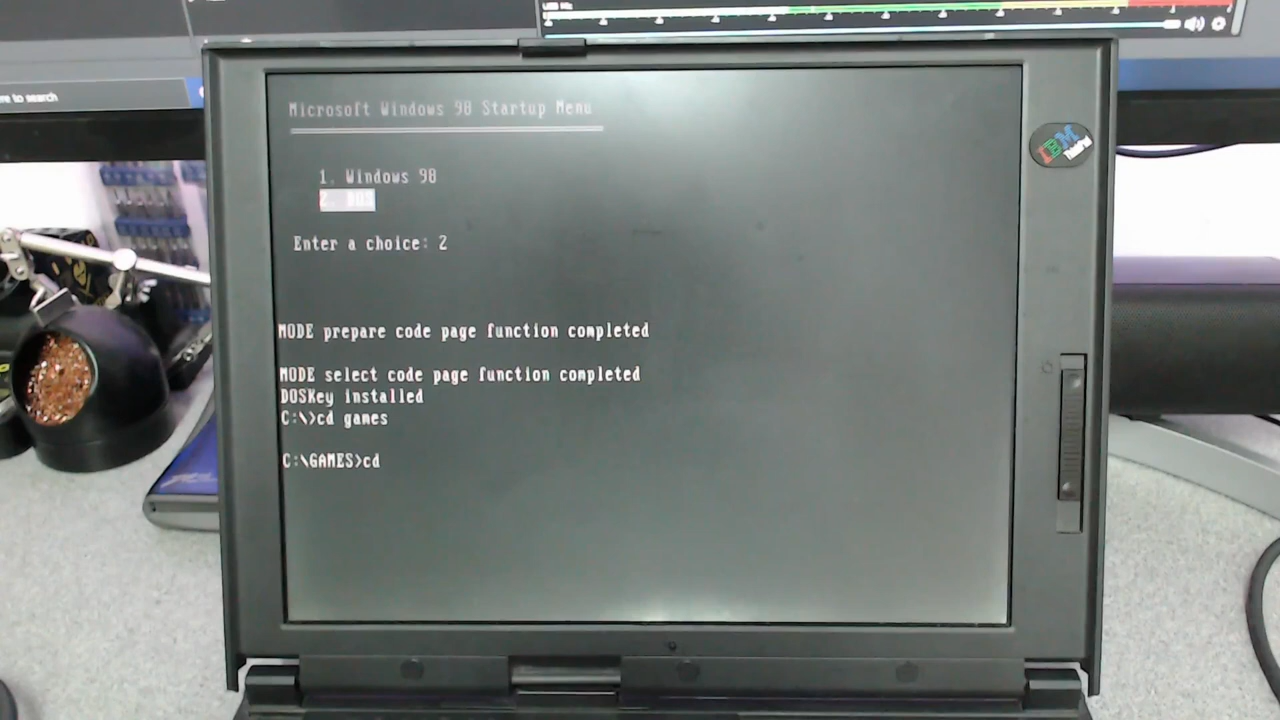 re to search
Microsoft Windows 98 Startup Menu
1. Windows 98
2. DOS
Enter a choice: 2
IBM
ThinkPad
MODE prepare code page function completed
MODE select code page function completed
DOSKey installed
C:\>cd games
C:\GAMES>cd